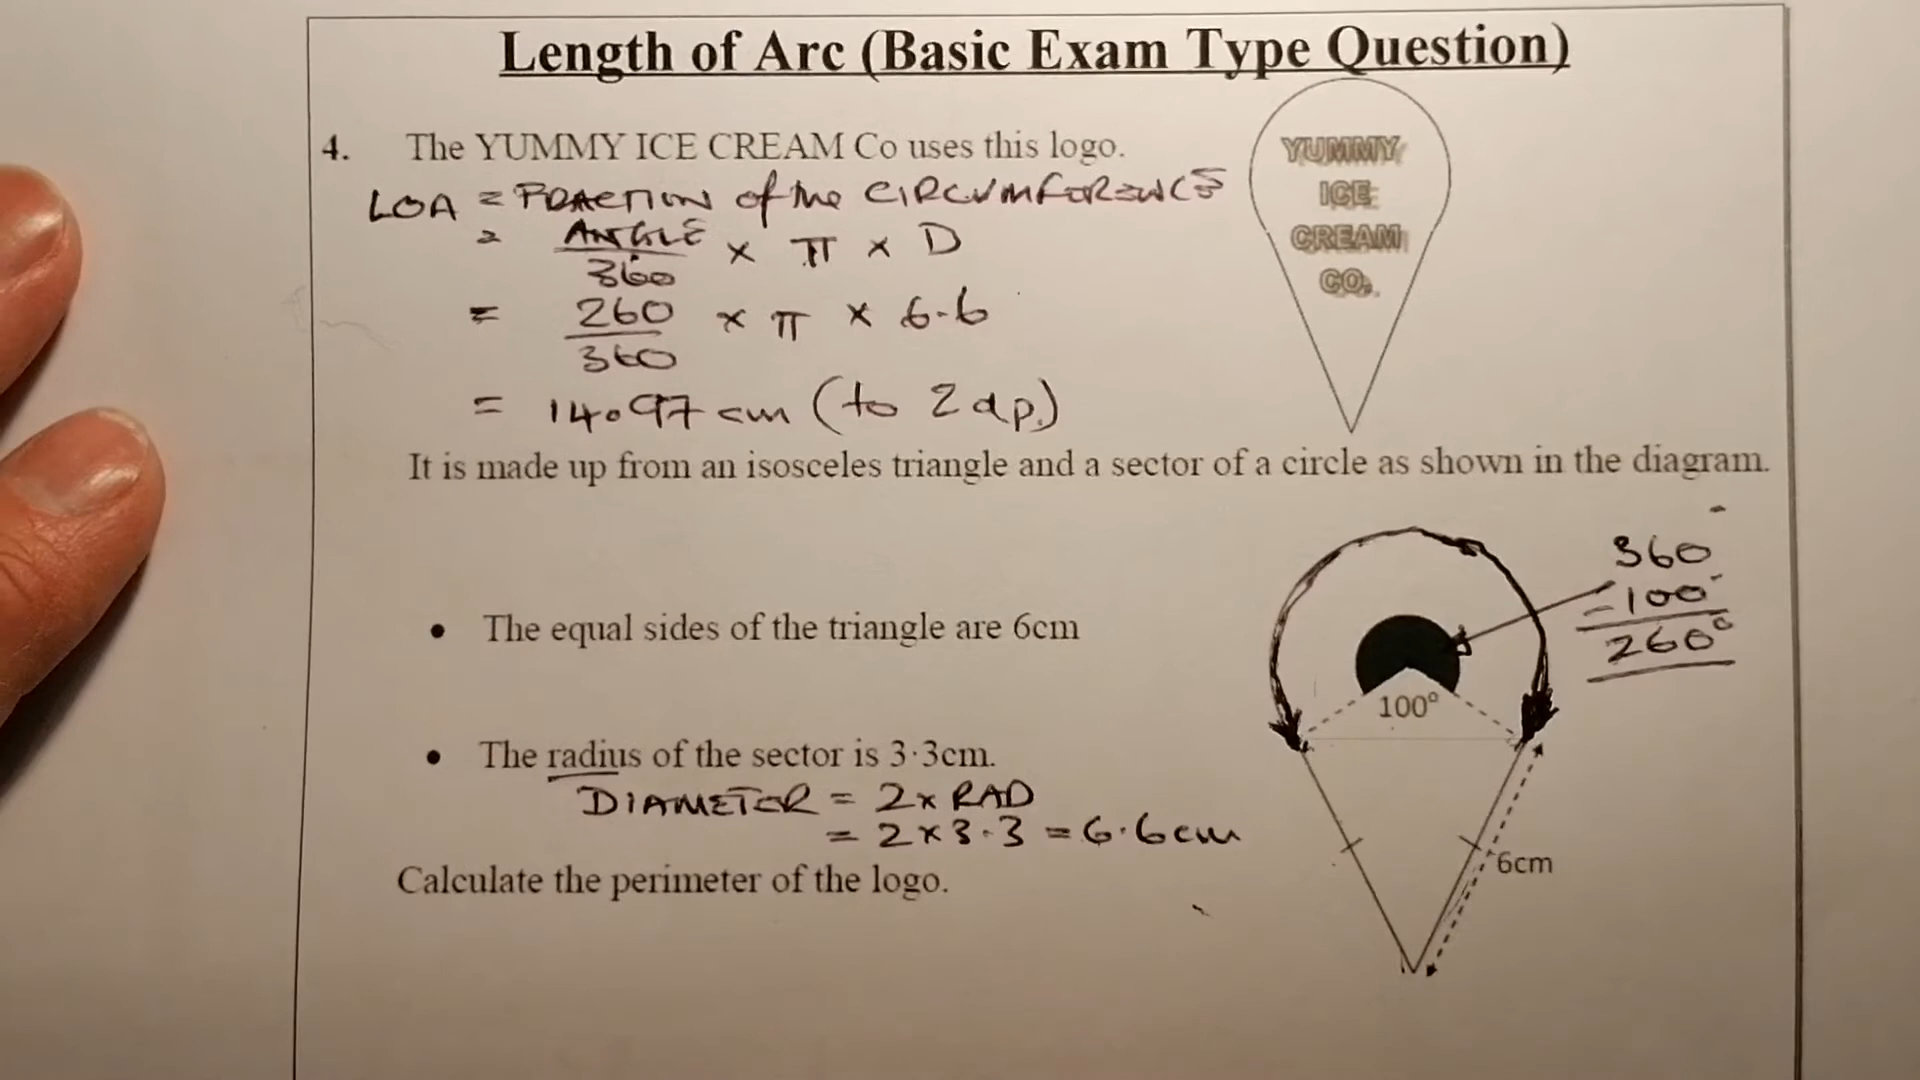 Length of Arc (Basic Exam Type Question)
4. The YUMMY ICE CREAM Co uses this logo.
YUMMY
ICE
CREAM
CO.
LOA = FRACTION of the CIRCUMFERENCE
= ANGLE/360 × π × D
= 260/360 × π × 6.6
= 14.97 cm (to 2 dp.)
It is made up from an isosceles triangle and a sector of a circle as shown in the diagram.
360°
- 100°
260°
• The equal sides of the triangle are 6cm
100°
• The radius of the sector is 3·3cm.
DIAMETER = 2 × RAD
= 2 × 3.3 = 6.6cm
6cm
Calculate the perimeter of the logo.